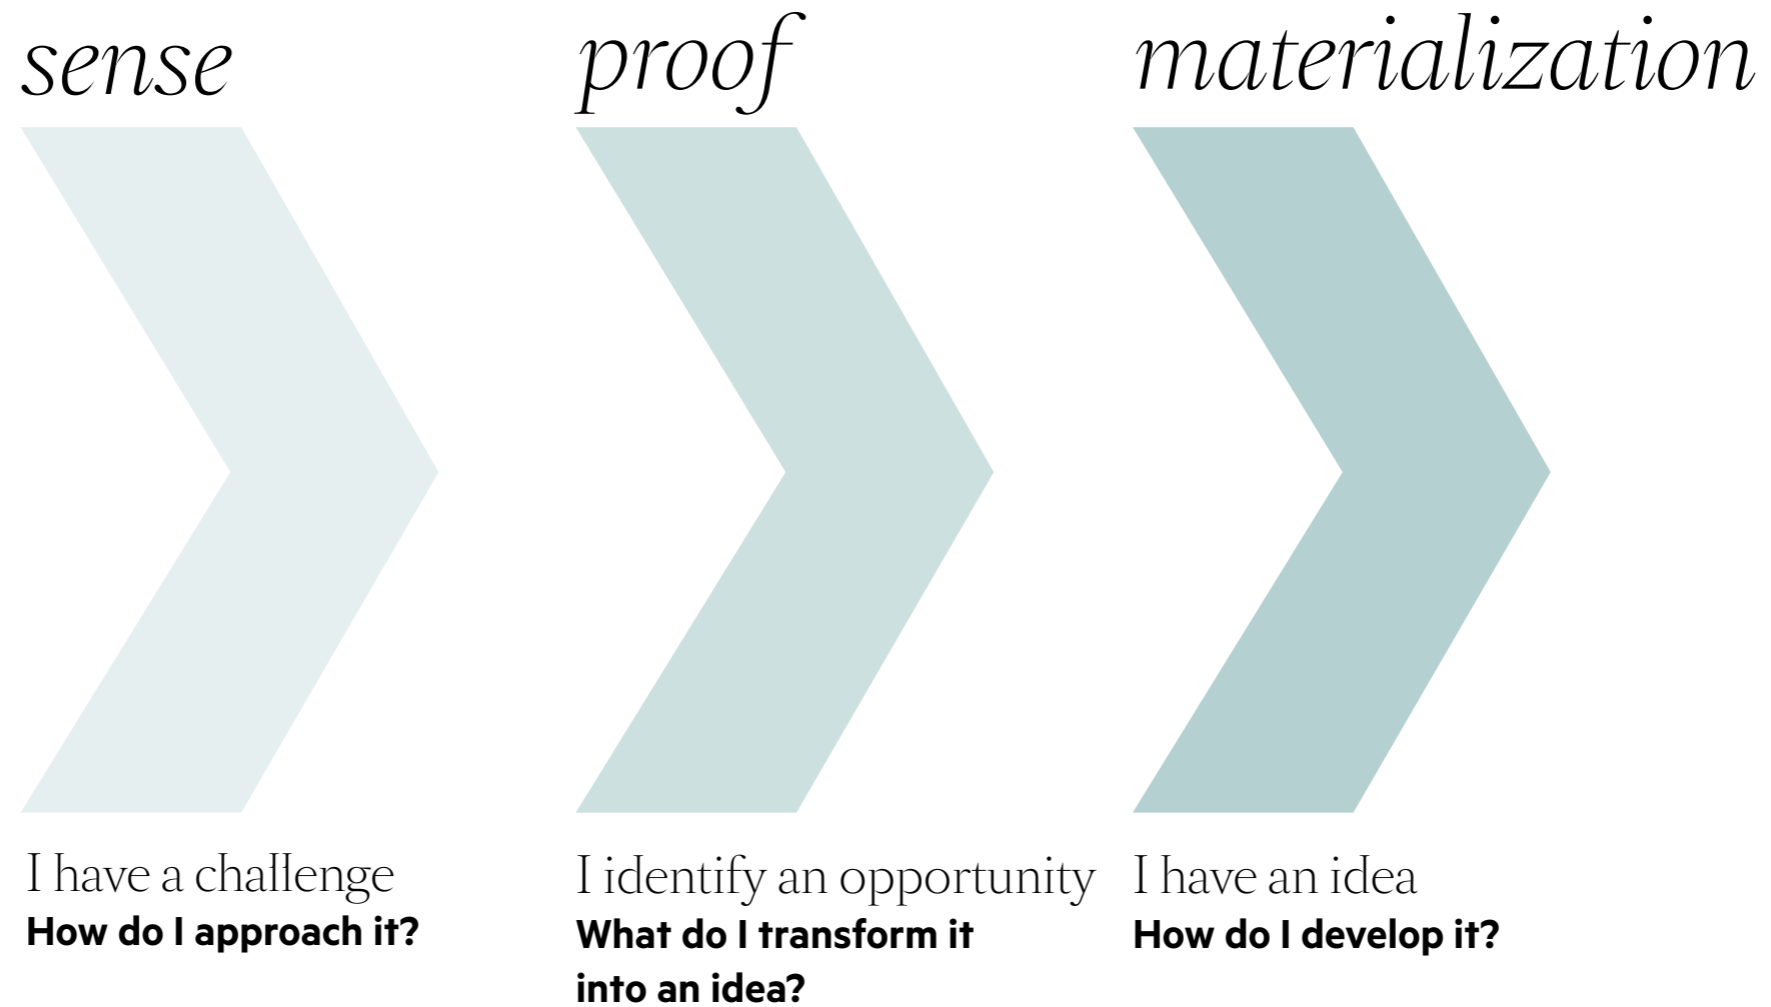 sense
proof
materialization
I have a challenge
How do I approach it?
I identify an opportunity
What do I transform it
into an idea?
I have an idea
How do I develop it?